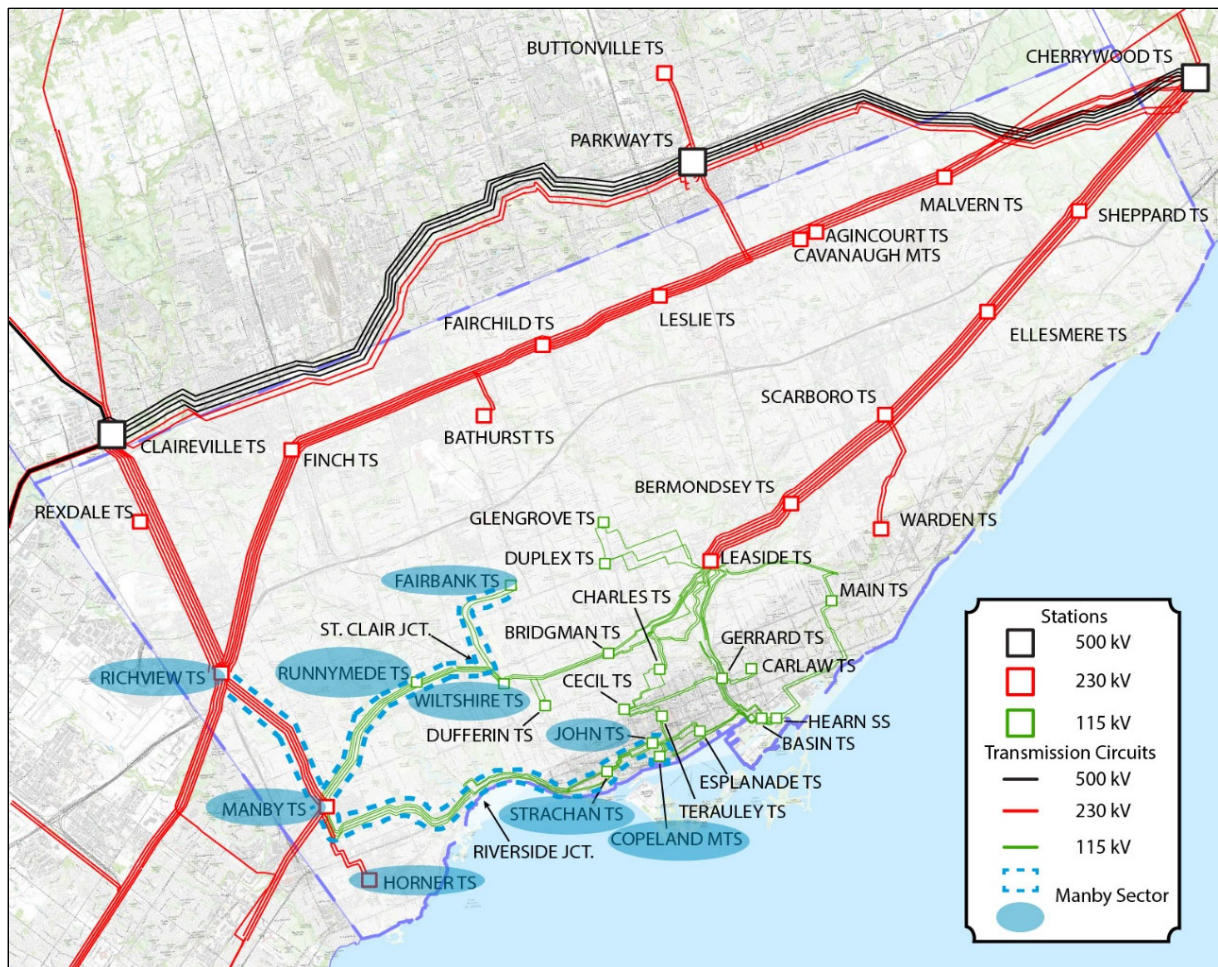 BUTTONVILLE TS
CHERRYWOOD TS
PARKWAY TS
MALVERN TS
SHEPPARD TS
AGINCOURT TS
CAVANAUGH MTS
LESLIE TS
FAIRCHILD TS
ELLESMERE TS
SCARBORO TS
BATHURST TS
CLAIREVILLE TS
FINCH TS
BERMONDSEY TS
REXDALE TS
GLENGROVE TS
WARDEN TS
DUPLEX TS
LEASIDE TS
FAIRBANK TS
MAIN TS
CHARLES TS
ST. CLAIR JCT.
BRIDGMAN TS
GERRARD TS
CARLAW TS
RICHVIEW TS
RUNNYMEDE TS
WILTSHIRE TS
CECIL TS
DUFFERIN TS
JOHN TS
HEARN SS
BASIN TS
ESPLANADE TS
MANBY TS
STRACHAN TS
TERAULEY TS
COPELAND MTS
RIVERSIDE JCT.
HORNER TS
Stations
500 kV
230 kV
115 kV
Transmission Circuits
500 kV
230 kV
115 kV
Manby Sector